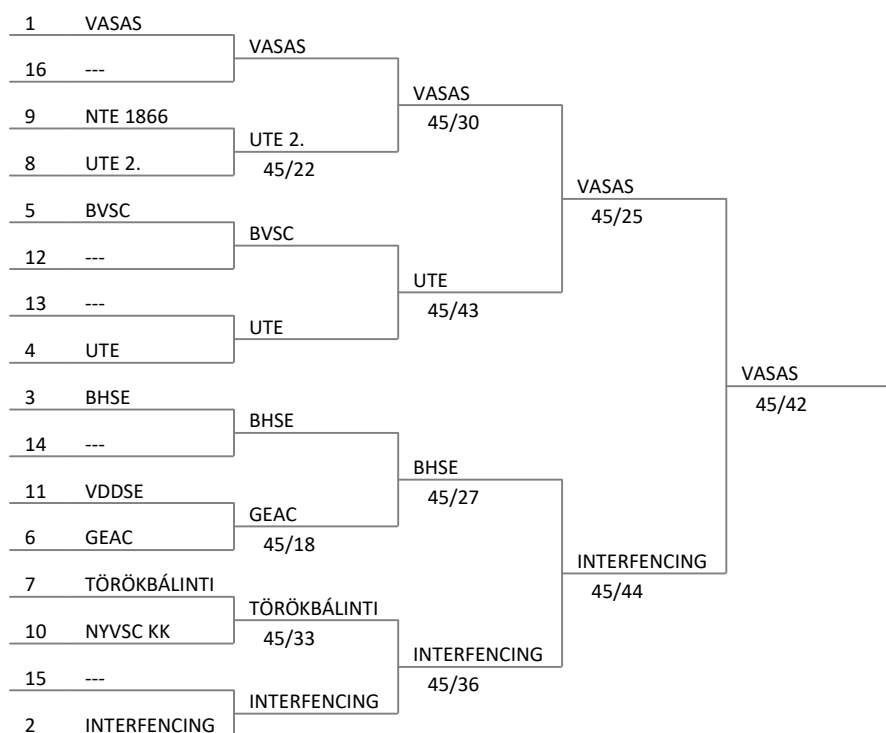 1 VASAS
16 ---
9 NTE 1866
8 UTE 2.
5 BVSC
12 ---
13 ---
4 UTE
3 BHSE
14 ---
11 VDDSE
6 GEAC
7 TÖRÖKBÁLINTI
10 NYVSC KK
15 ---
2 INTERFENCING
VASAS
UTE 2.
45/22
BVSC
UTE
BHSE
GEAC
45/18
TÖRÖKBÁLINTI
45/33
INTERFENCING
VASAS
45/30
UTE
45/43
BHSE
45/27
INTERFENCING
45/36
VASAS
45/25
INTERFENCING
45/44
VASAS
45/42